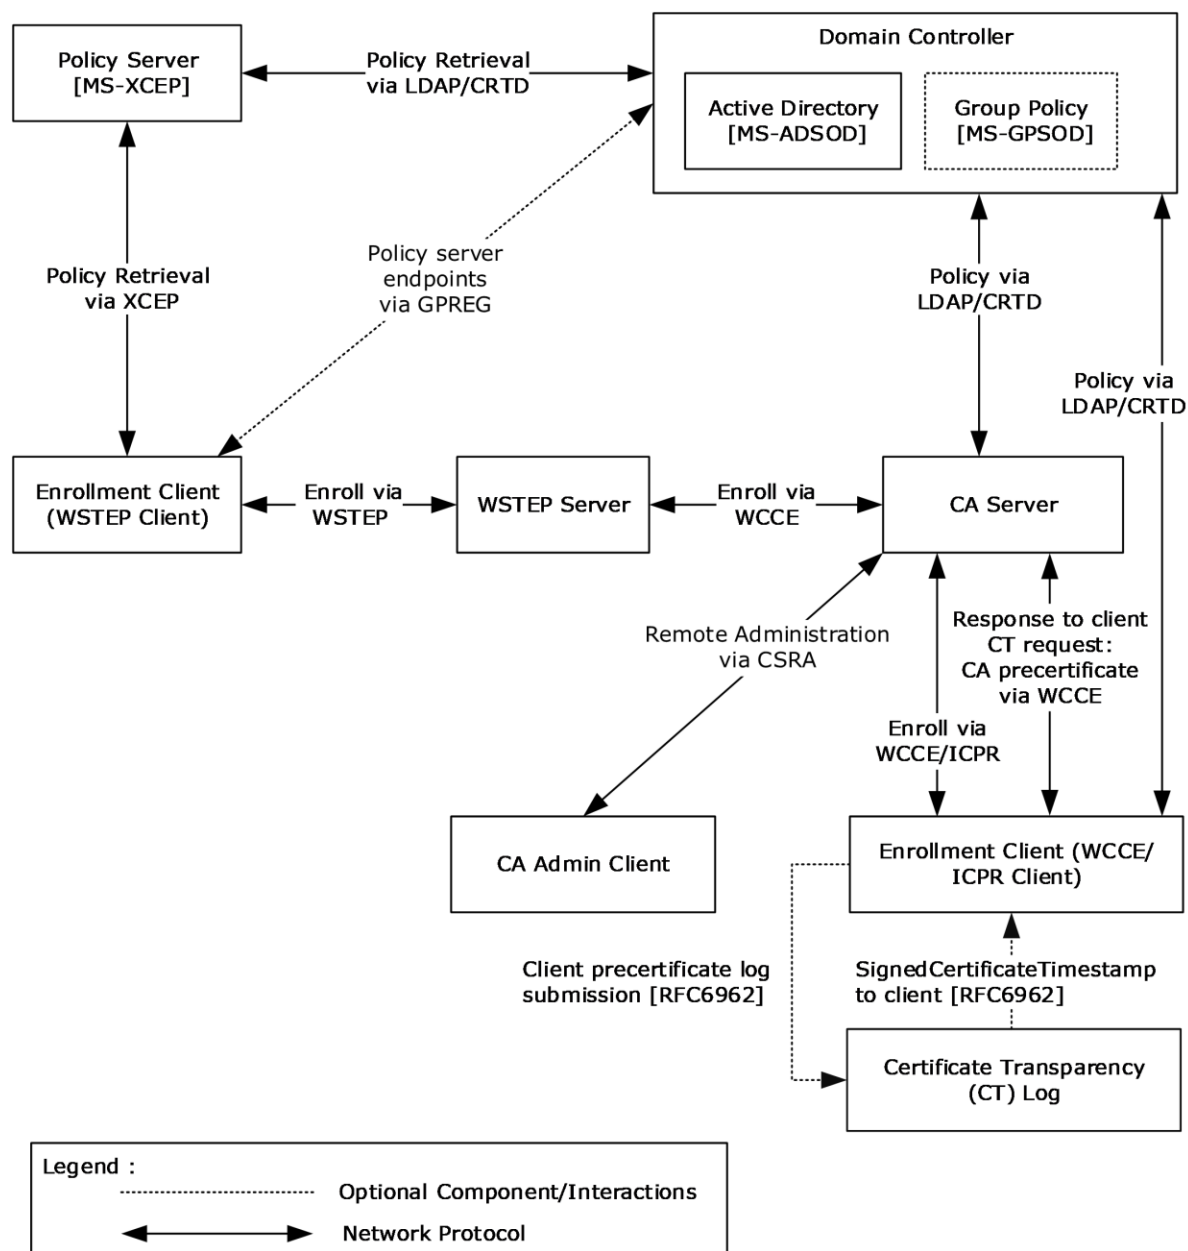 Domain Controller
Policy Server
[MS-XCEP]
Policy Retrieval
via LDAP/CRTD
Active Directory
[MS-ADSOD]
Group Policy
[MS-GPSOD]
Policy server
endpoints
via GPREG
Policy Retrieval
via XCEP
Policy via
LDAP/CRTD
Policy via
LDAP/CRTD
Enrollment Client
(WSTEP Client)
Enroll via
WSTEP
WSTEP Server
Enroll via
WCCE
CA Server
Remote Administration
via CSRA
Response to client
CT request:
CA precertificate
via WCCE
Enroll via
WCCE/ICPR
CA Admin Client
Enrollment Client (WCCE/
ICPR Client)
Client precertificate log
submission [RFC6962]
SignedCertificateTimestamp
to client [RFC6962]
Certificate Transparency
(CT) Log
Legend :
Optional Component/Interactions
Network Protocol